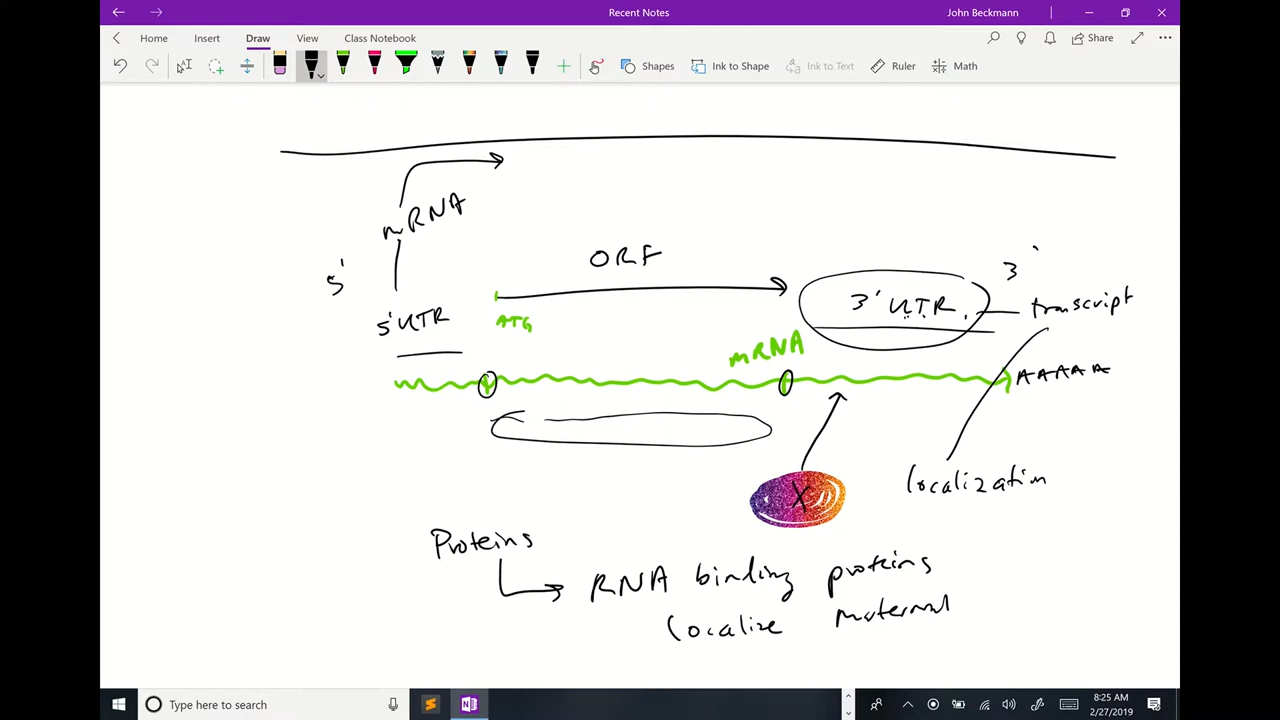 Recent Notes
John Beckmann
Home Insert Draw View Class Notebook
Share
Shapes Ink to Shape Ink to Text Ruler Math
mRNA
5'
ORF
3'
5'UTR
ATG
3' UTR
transcript
mRNA
AAAAA
X
localization
Proteins
RNA binding proteins
localize maternal
Type here to search
8:25 AM
2/27/2019